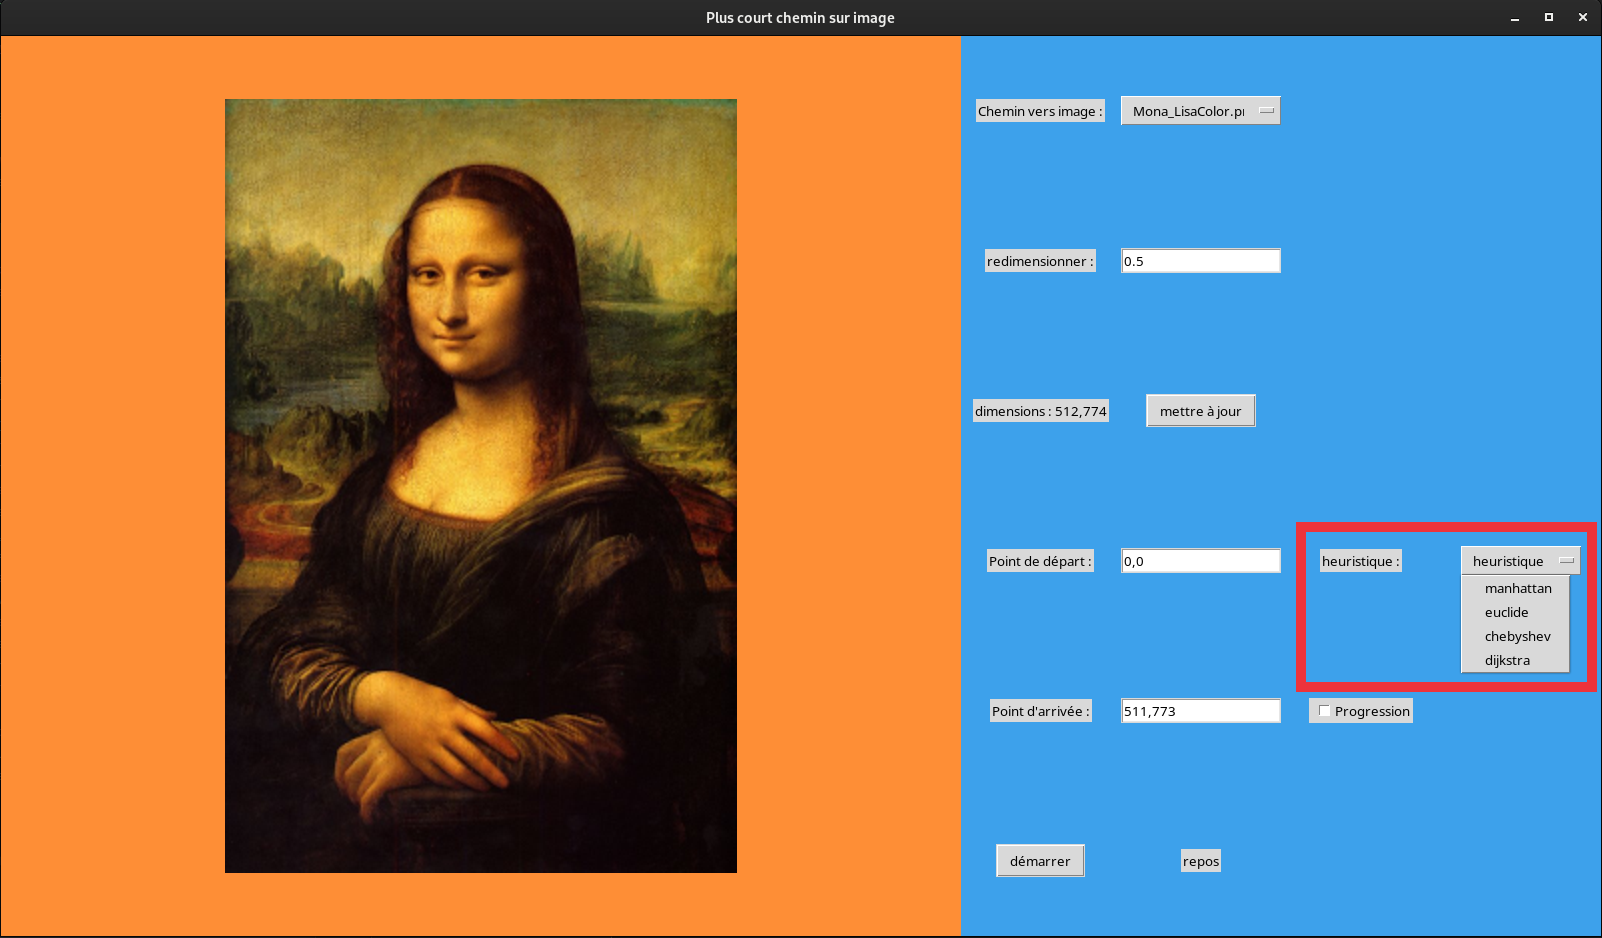 Plus court chemin sur image
Chemin vers image :
Mona_LisaColor.pr
redimensionner :
0.5
dimensions : 512,774
mettre à jour
Point de départ :
0,0
heuristique :
heuristique
manhattan
euclide
chebyshev
dijkstra
Point d'arrivée :
511,773
Progression
démarrer
repos